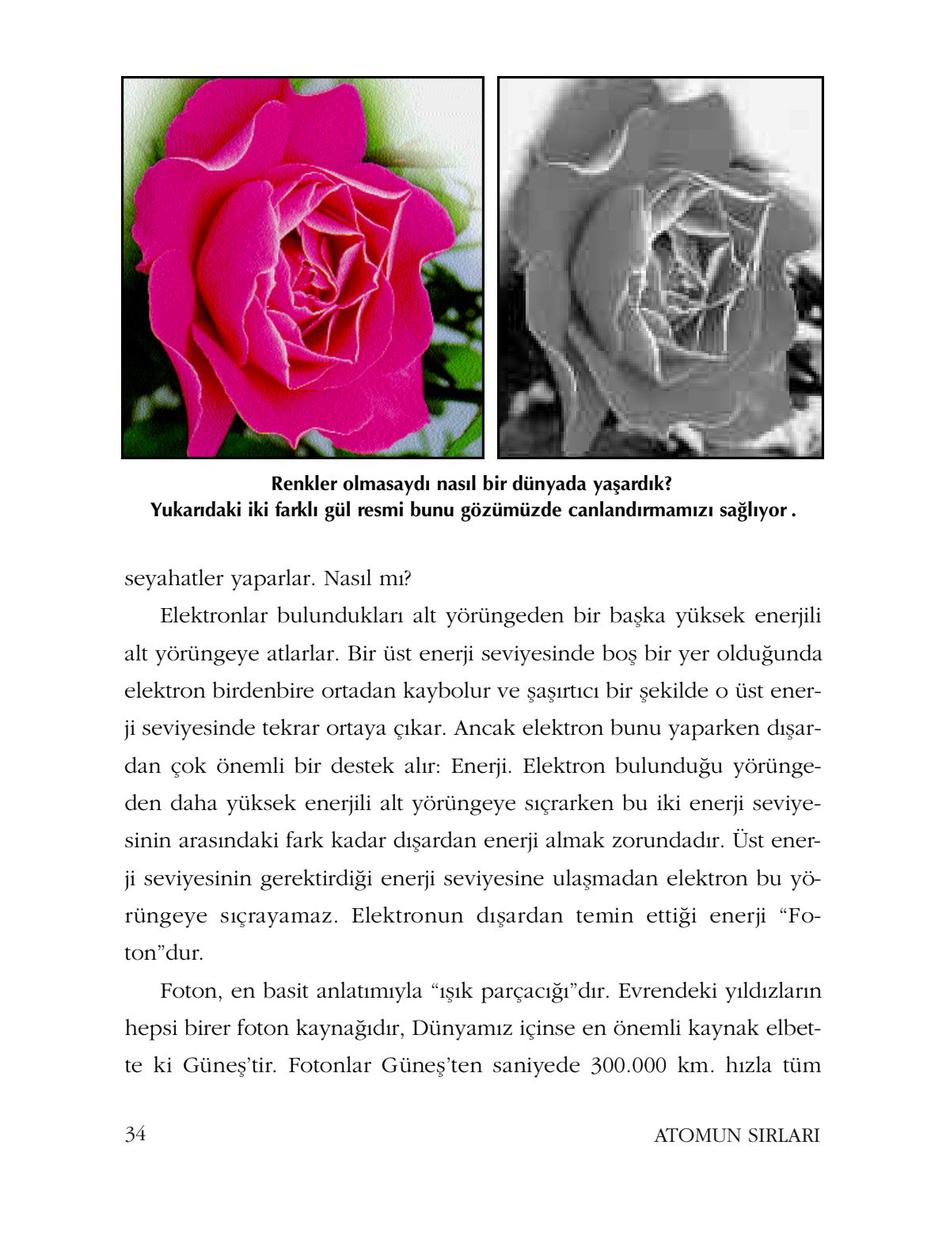 Renkler olmasaydı nasıl bir dünyada yaşardık?
Yukarıdaki iki farklı gül resmi bunu gözümüzde canlandırmamızı sağlıyor .
seyahatler yaparlar. Nasıl mı?
Elektronlar bulundukları alt yörüngeden bir başka yüksek enerjili
alt yörüngeye atlarlar. Bir üst enerji seviyesinde boş bir yer olduğunda
elektron birdenbire ortadan kaybolur ve şaşırtıcı bir şekilde o üst ener-
ji seviyesinde tekrar ortaya çıkar. Ancak elektron bunu yaparken dışar-
dan çok önemli bir destek alır: Enerji. Elektron bulunduğu yörünge-
den daha yüksek enerjili alt yörüngeye sıçrarken bu iki enerji seviye-
sinin arasındaki fark kadar dışardan enerji almak zorundadır. Üst ener-
ji seviyesinin gerektirdiği enerji seviyesine ulaşmadan elektron bu yö-
rüngeye sıçrayamaz. Elektronun dışardan temin ettiği enerji “Fo-
ton”dur.
Foton, en basit anlatımıyla “ışık parçacığı”dır. Evrendeki yıldızların
hepsi birer foton kaynağıdır, Dünyamız içinse en önemli kaynak elbet-
te ki Güneş’tir. Fotonlar Güneş’ten saniyede 300.000 km. hızla tüm
34
ATOMUN SIRLARI